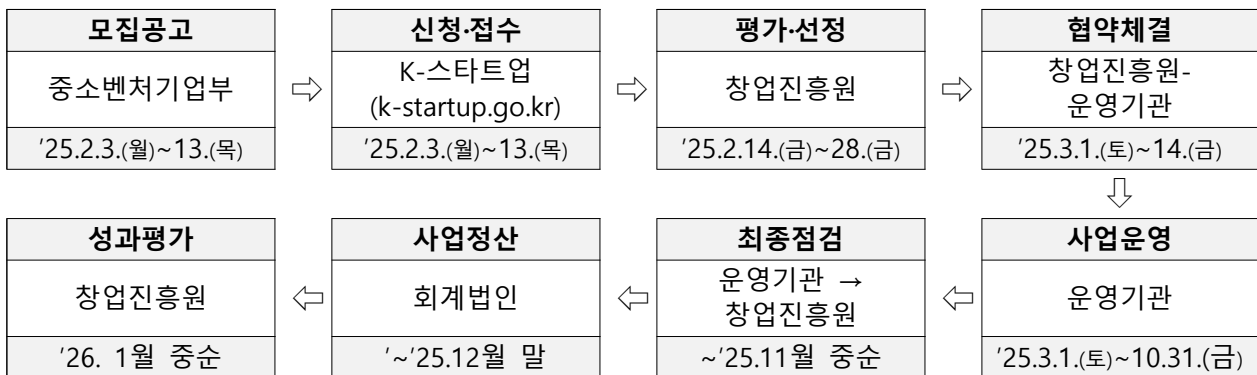 모집공고
신청·접수
평가·선정
협약체결
중소벤처기업부
⇨
K-스타트업
(k-startup.go.kr)
⇨
창업진흥원
⇨
창업진흥원-
운영기관
'25.2.3.(월)~13.(목)
'25.2.3.(월)~13.(목)
'25.2.14.(금)~28.(금)
'25.3.1.(토)~14.(금)
⇩
성과평가
사업정산
최종점검
사업운영
창업진흥원
⇦
회계법인
⇦
운영기관 →
창업진흥원
⇦
운영기관
'26. 1월 중순
'~'25.12월 말
~'25.11월 중순
'25.3.1.(토)~10.31.(금)